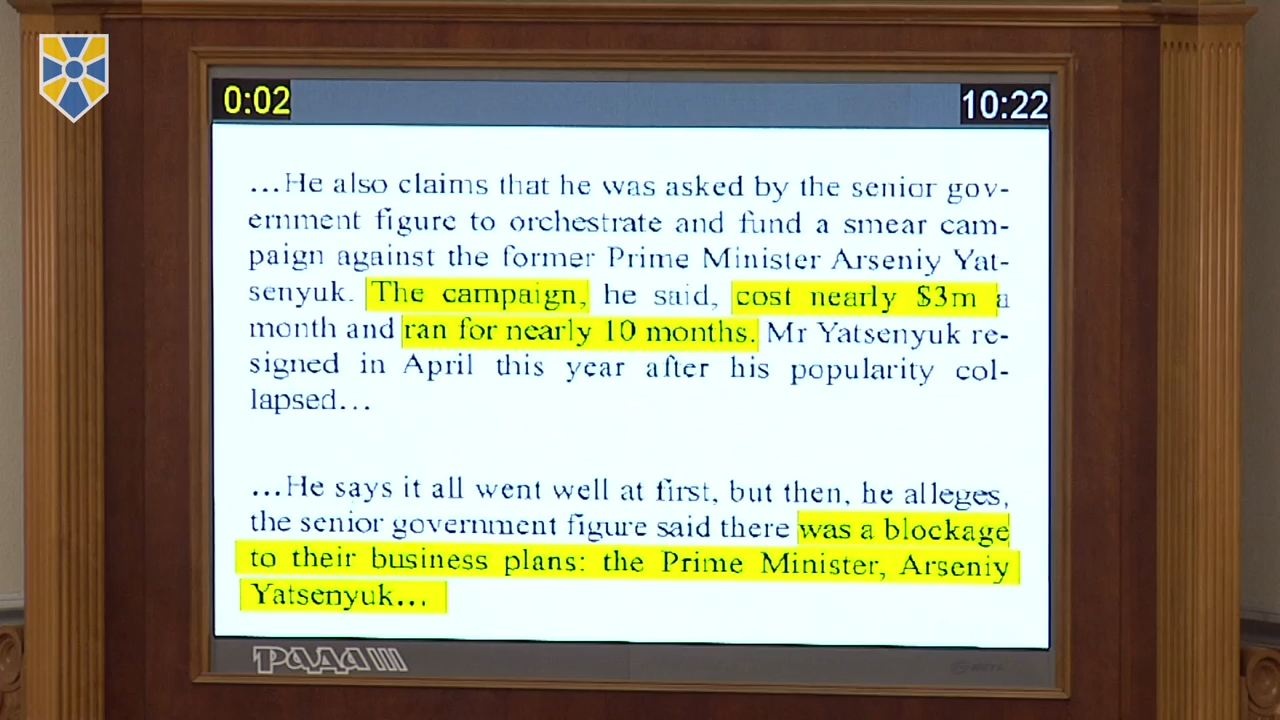 0:02
10:22
...He also claims that he was asked by the senior gov-
ernment figure to orchestrate and fund a smear cam-
paign against the former Prime Minister Arseniy Yat-
senyuk. The campaign, he said, cost nearly $3m a
month and ran for nearly 10 months. Mr Yatsenyuk re-
signed in April this year after his popularity col-
lapsed...
...He says it all went well at first, but then, he alleges,
the senior government figure said there was a blockage
to their business plans: the Prime Minister, Arseniy
Yatsenyuk...
РАДА III